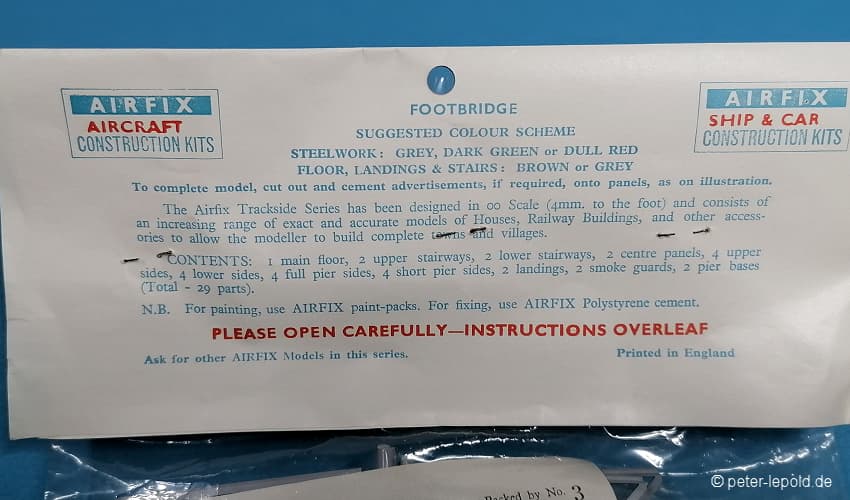 AIRFIX
AIRCRAFT
CONSTRUCTION KITS
AIRFIX
SHIP & CAR
CONSTRUCTION KITS
FOOTBRIDGE
SUGGESTED COLOUR SCHEME
STEELWORK: GREY, DARK GREEN or DULL RED
FLOOR, LANDINGS & STAIRS: BROWN or GREY
To complete model, cut out and cement advertisements, if required, onto panels, as on illustration.
The Airfix Trackside Series has been designed in oo Scale (4mm. to the foot) and consists of
an increasing range of exact and accurate models of Houses, Railway Buildings, and other access-
ories to allow the modeller to build complete towns and villages.
CONTENTS: 1 main floor, 2 upper stairways, 2 lower stairways, 2 centre panels, 4 upper
sides, 4 lower sides, 4 full pier sides, 4 short pier sides, 2 landings, 2 smoke guards, 2 pier bases
(Total - 29 parts).
N.B. For painting, use AIRFIX paint-packs. For fixing, use AIRFIX Polystyrene cement.
PLEASE OPEN CAREFULLY—INSTRUCTIONS OVERLEAF
Ask for other AIRFIX Models in this series.
Printed in England
Packed by No. 3
© peter-lepold.de